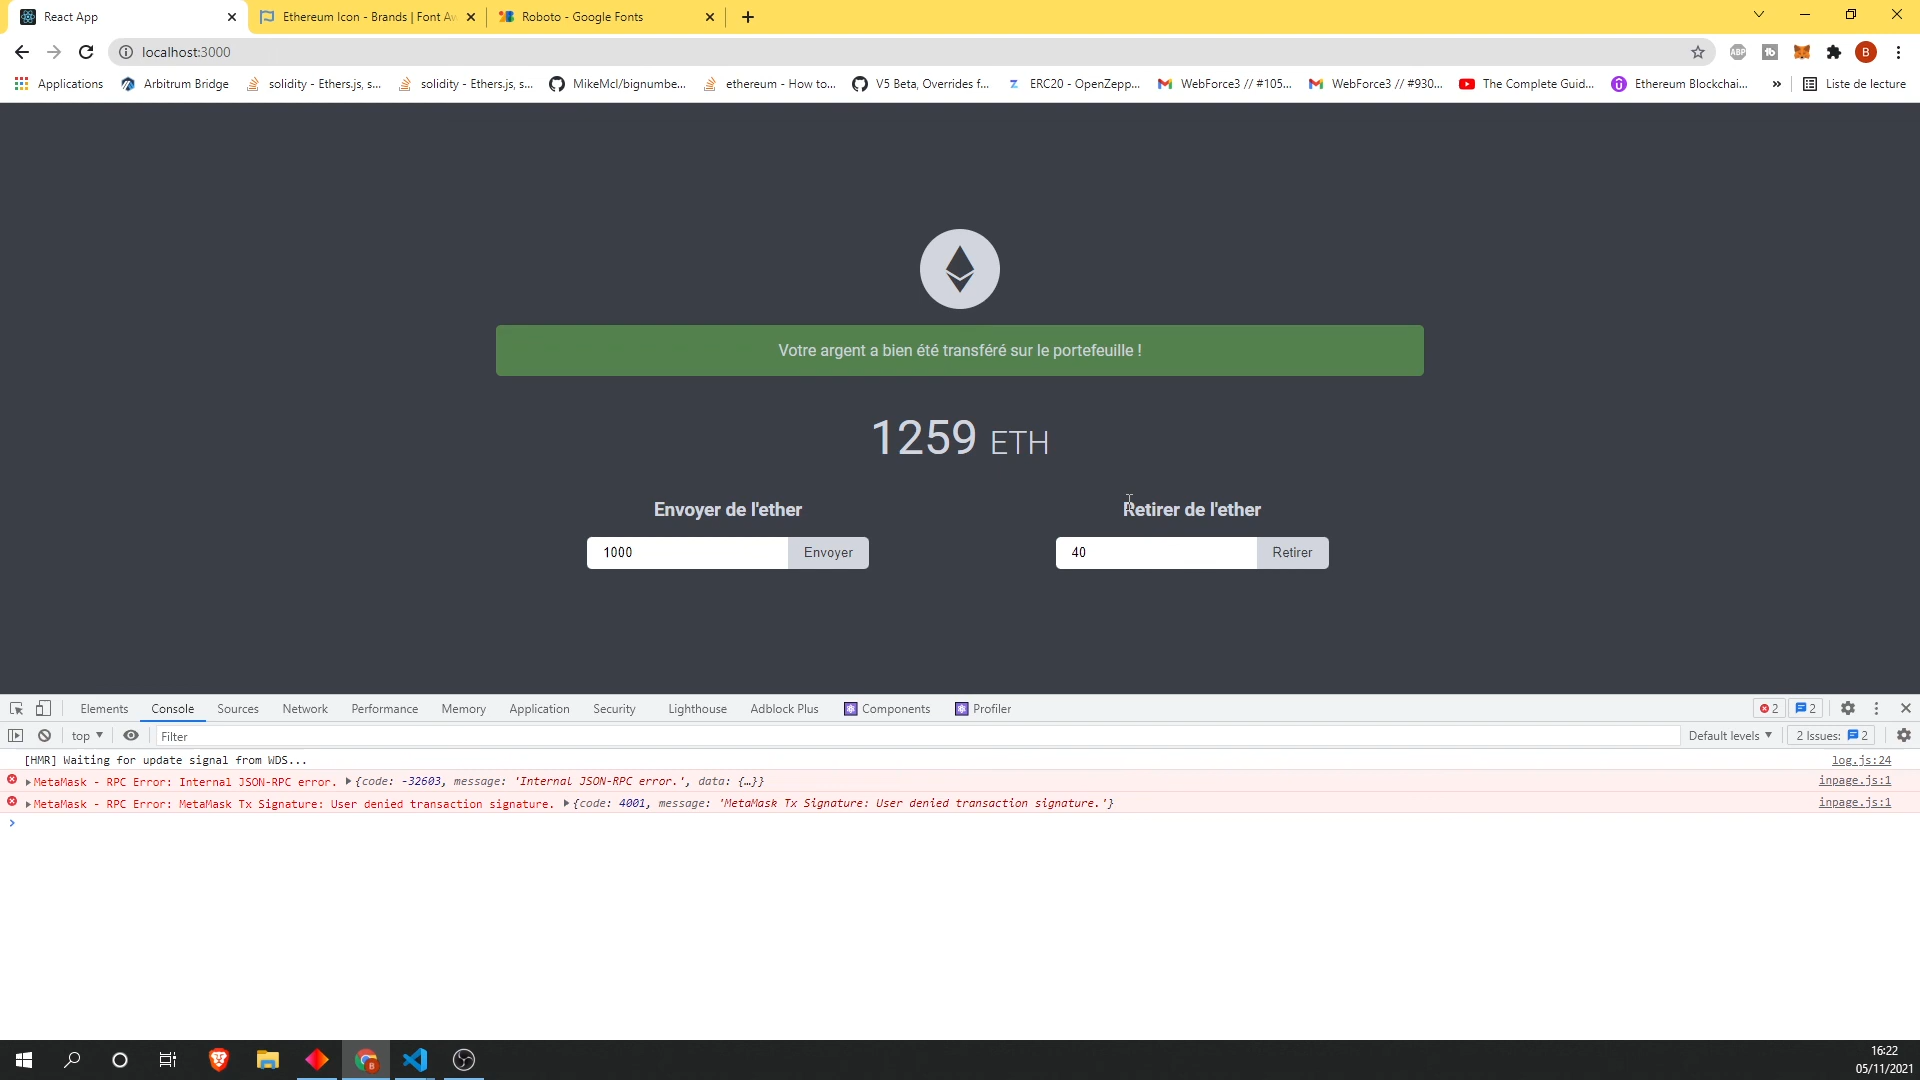 React App
Ethereum Icon - Brands | Font Aw
Roboto - Google Fonts
localhost:3000
ABP
B
Applications
Arbitrum Bridge
solidity - Ethers.js, s...
solidity - Ethers.js, s...
MikeMcl/bignumbe...
ethereum - How to...
V5 Beta, Overrides f...
ERC20 - OpenZepp...
WebForce3 // #105...
WebForce3 // #930...
The Complete Guid...
Ethereum Blockchai...
»
Liste de lecture
Votre argent a bien été transféré sur le portefeuille !
1259 ETH
Envoyer de l'ether
Retirer de l'ether
1000
Envoyer
40
Retirer
Elements
Console
Sources
Network
Performance
Memory
Application
Security
Lighthouse
Adblock Plus
Components
Profiler
2
2
top
Filter
Default levels
2 Issues:
2
[HMR] Waiting for update signal from WDS...
log.js:24
MetaMask - RPC Error: Internal JSON-RPC error. {code: -32603, message: 'Internal JSON-RPC error.', data: {…}}
inpage.js:1
MetaMask - RPC Error: MetaMask Tx Signature: User denied transaction signature. {code: 4001, message: 'MetaMask Tx Signature: User denied transaction signature.'}
inpage.js:1
16:22
05/11/2021